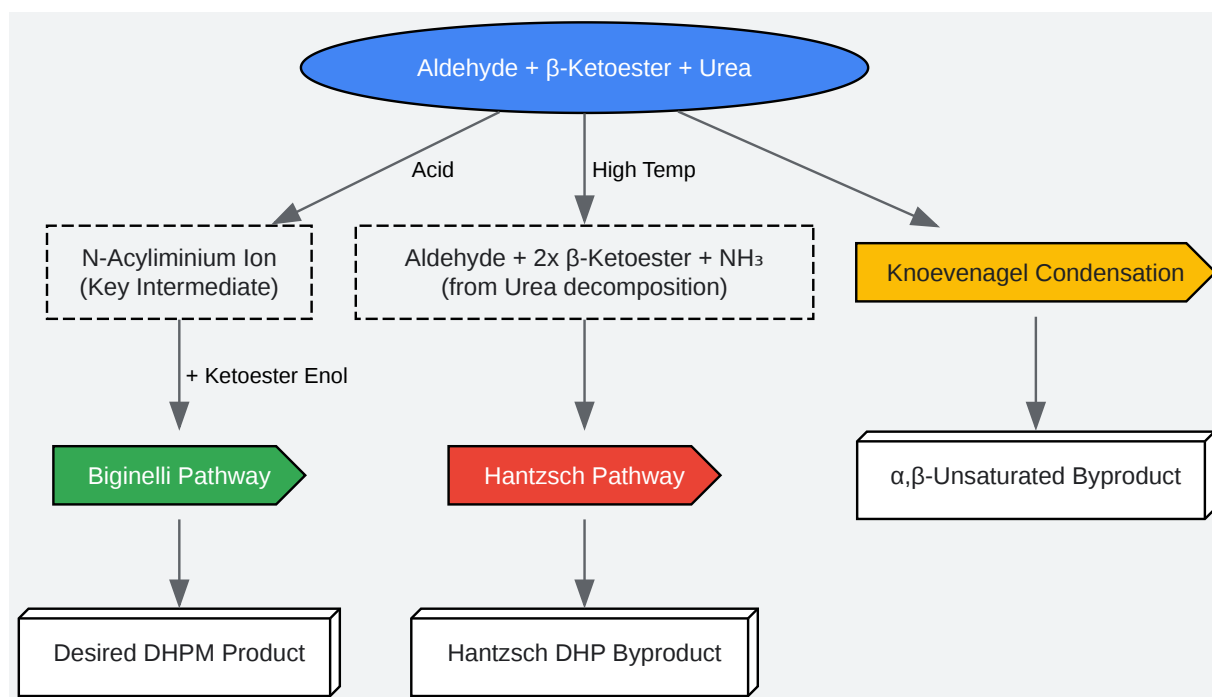 Aldehyde + β-Ketoester + Urea
Acid
High Temp
N-Acyliminium Ion
(Key Intermediate)
Aldehyde + 2x β-Ketoester + NH₃
(from Urea decomposition)
Knoevenagel Condensation
+ Ketoester Enol
Biginelli Pathway
Hantzsch Pathway
α,β-Unsaturated Byproduct
Desired DHPM Product
Hantzsch DHP Byproduct